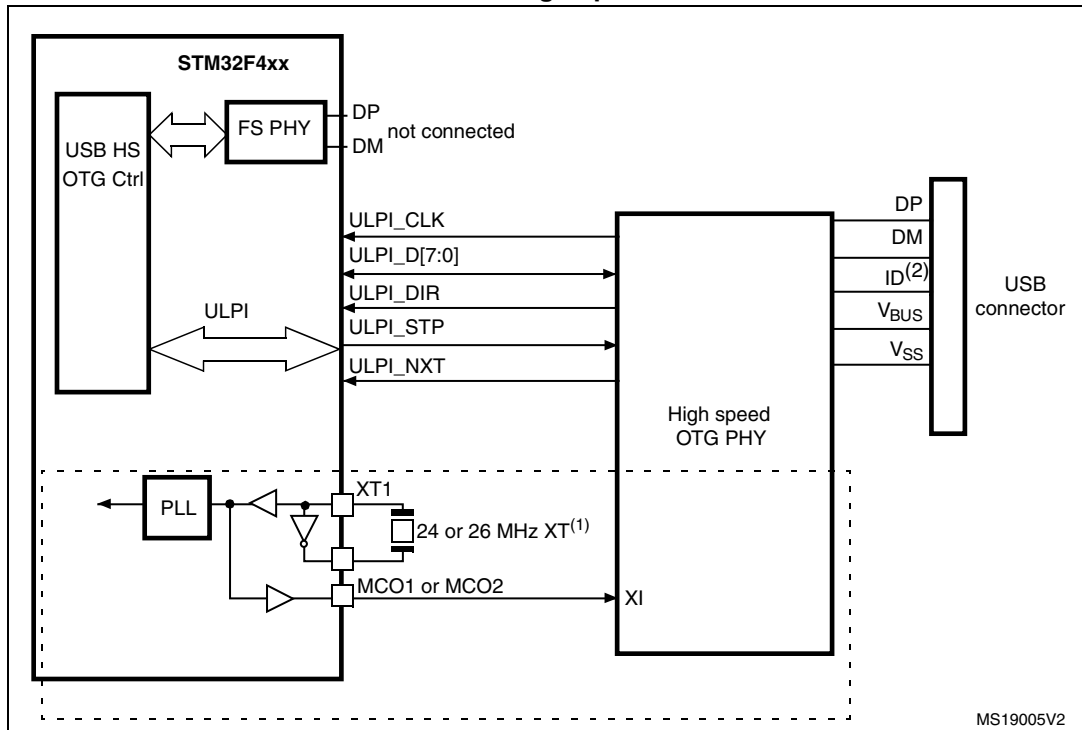 STM32F4xx
FS PHY
DP
DM
not connected
USB HS
OTG Ctrl
ULPI_CLK
ULPI_D[7:0]
ULPI_DIR
ULPI
ULPI_STP
ULPI_NXT
High speed
OTG PHY
DP
DM
ID(2)
VBUS
VSS
USB
connector
PLL
XT1
24 or 26 MHz XT(1)
MCO1 or MCO2
XI
MS19005V2